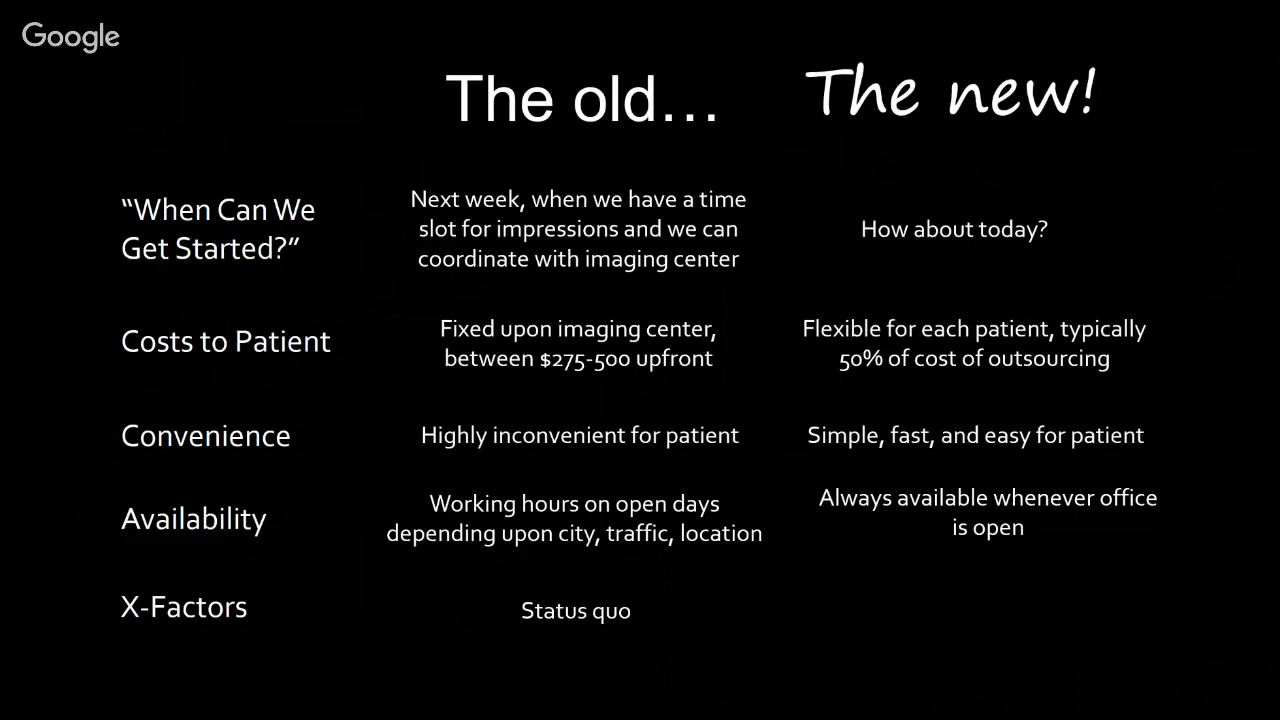 Google
The old…
The new!
“When Can We
Get Started?”
Next week, when we have a time
slot for impressions and we can
coordinate with imaging center
How about today?
Costs to Patient
Fixed upon imaging center,
between $275-500 upfront
Flexible for each patient, typically
50% of cost of outsourcing
Convenience
Highly inconvenient for patient
Simple, fast, and easy for patient
Availability
Working hours on open days
depending upon city, traffic, location
Always available whenever office
is open
X-Factors
Status quo